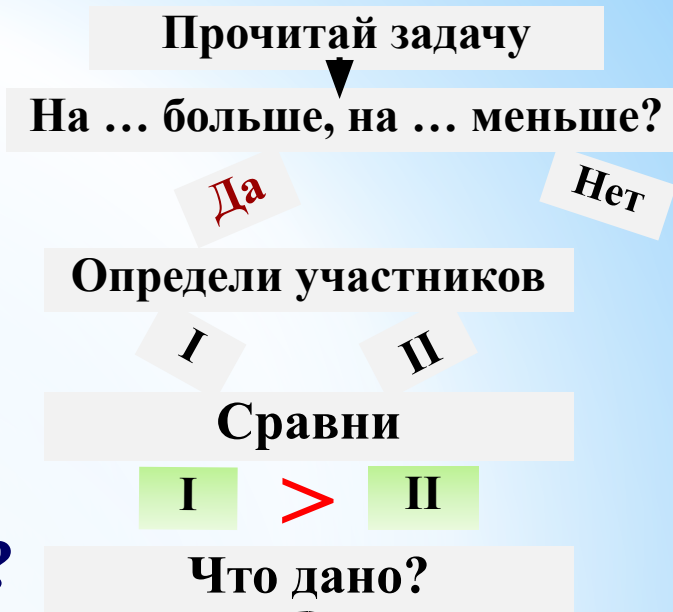 Прочитай задачу
На ... больше, на ... меньше?
Да Нет
Определи участников
I II
Сравни
I > II
? Что дано?